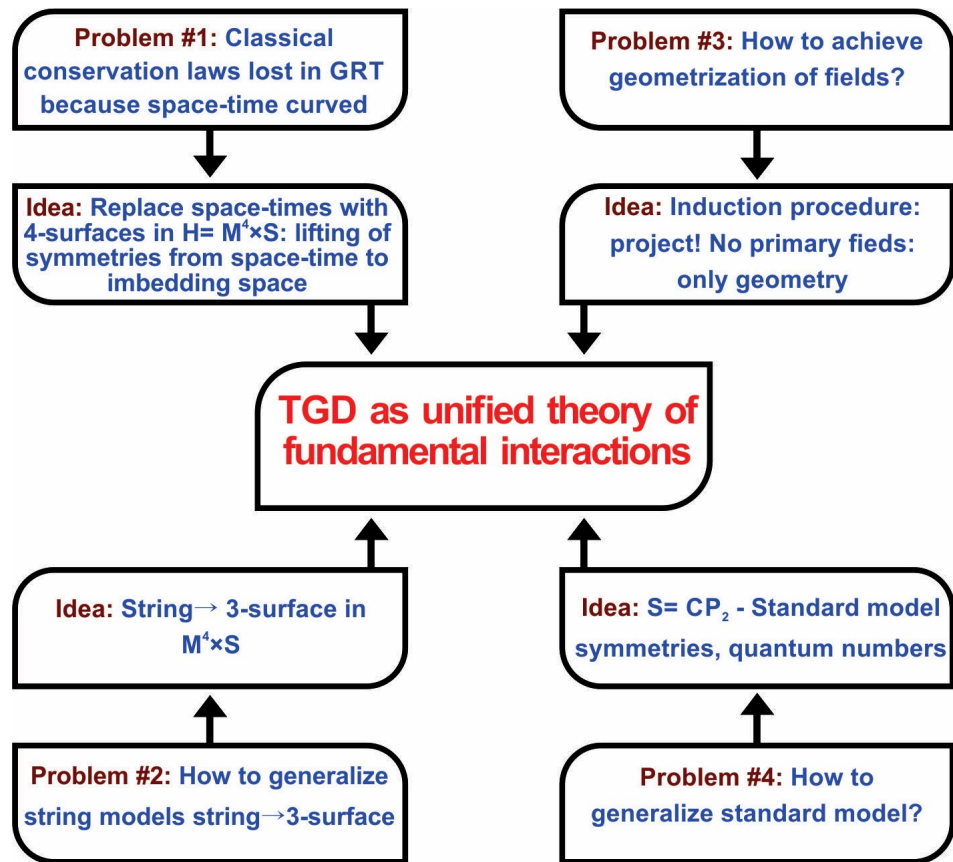 Problem #1: Classical
conservation laws lost in GRT
because space-time curved
Idea: Replace space-times with
4-surfaces in H= M⁴×S: lifting of
symmetries from space-time to
imbedding space
Problem #3: How to achieve
geometrization of fields?
Idea: Induction procedure:
project! No primary fieds:
only geometry
TGD as unified theory of
fundamental interactions
Idea: String→ 3-surface in
M⁴×S
Problem #2: How to generalize
string models string→3-surface
Idea: S= CP₂ - Standard model
symmetries, quantum numbers
Problem #4: How to
generalize standard model?